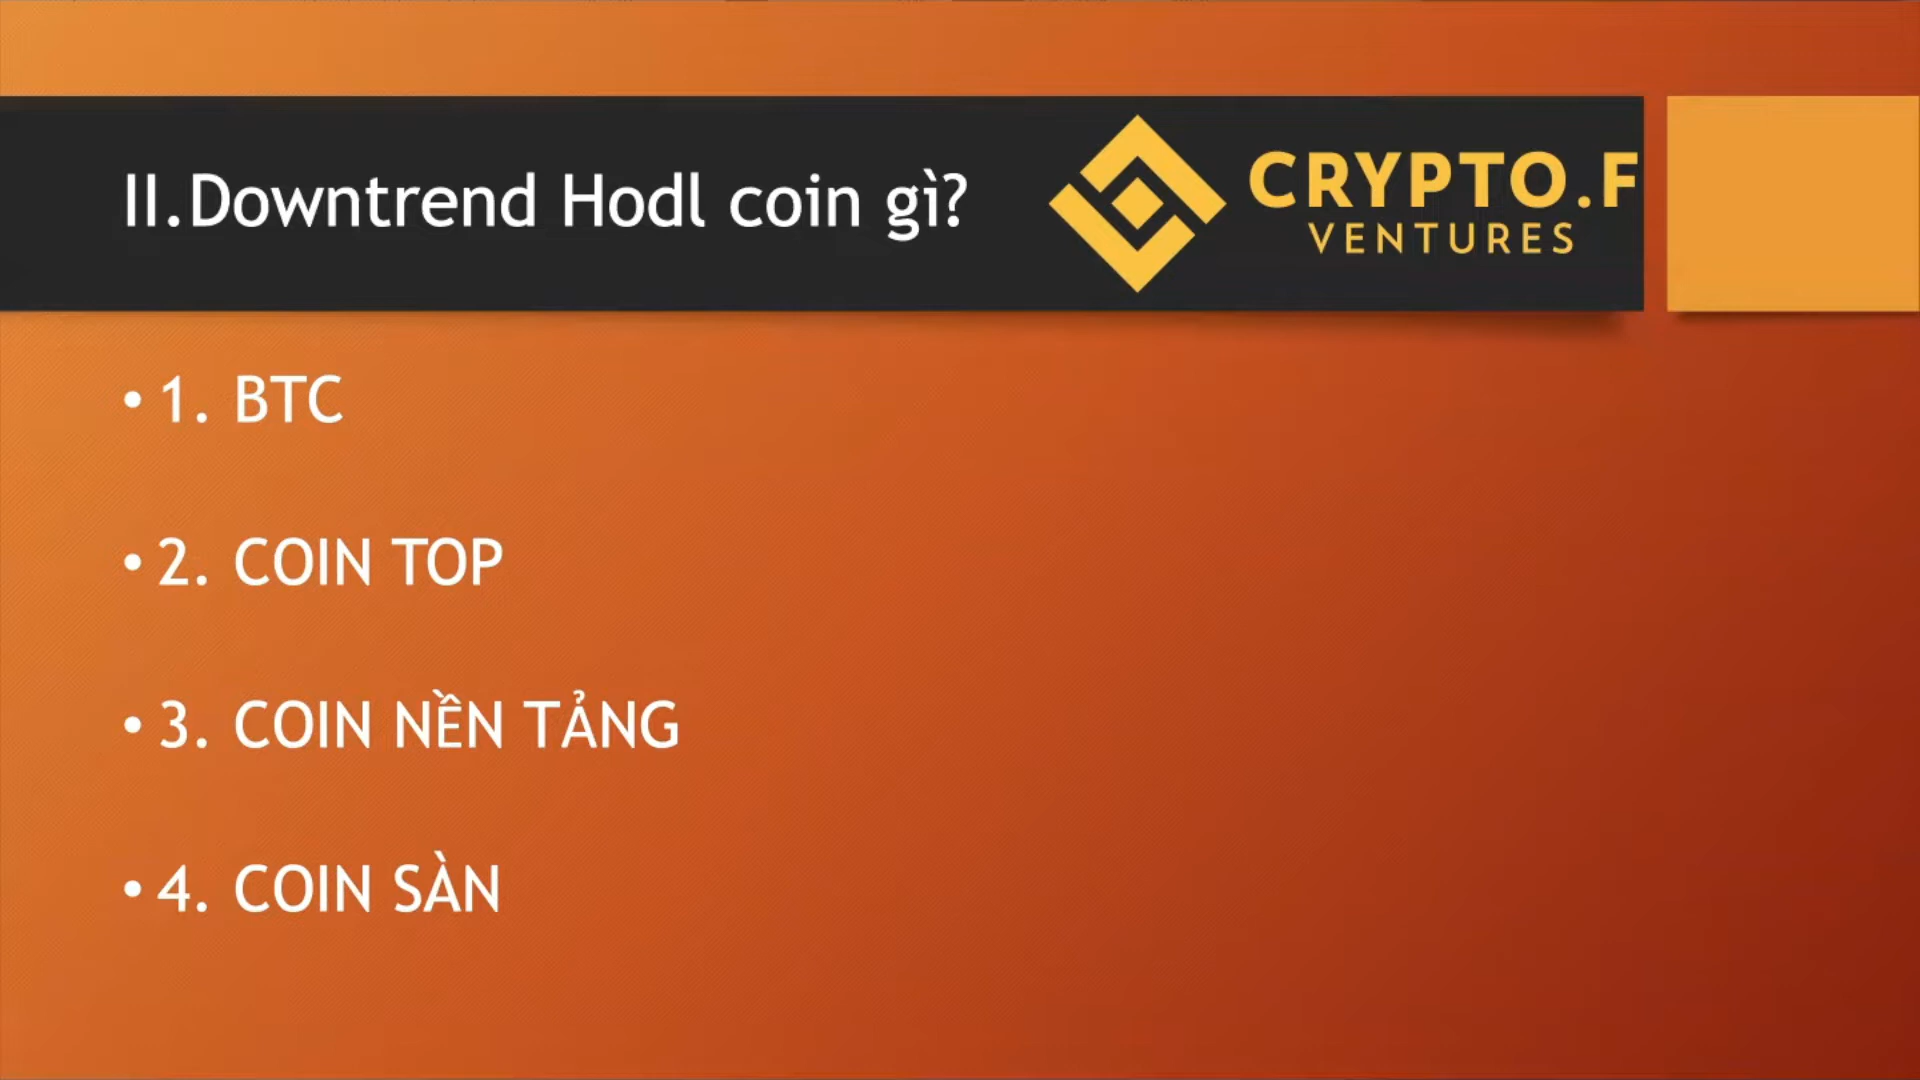 II.Downtrend Hodl coin gì?
CRYPTO.F
VENTURES
• 1. BTC
• 2. COIN TOP
• 3. COIN NỀN TẢNG
• 4. COIN SÀN